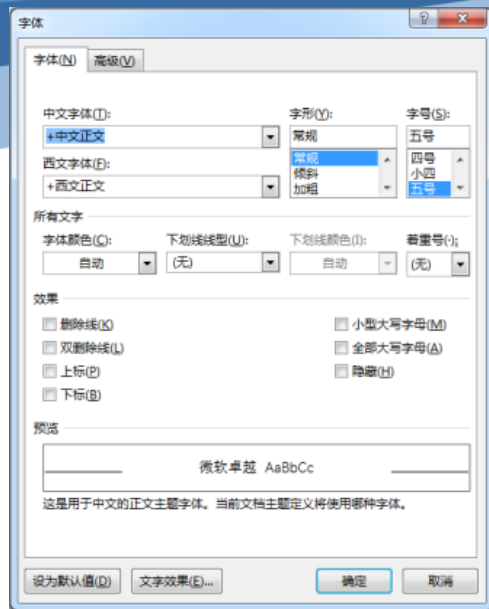 字体
字体(N) 高级(V)
中文字体(T): 字形(Y): 字号(S):
+中文正文 常规 五号
西文字体(F): 常规 四号
+西文正文 倾斜 小四
加粗 五号
所有文字
字体颜色(C): 下划线线型(U): 下划线颜色(I): 着重号(·):
自动 (无) 自动 (无)
效果
删除线(K) 小型大写字母(M)
双删除线(L) 全部大写字母(A)
上标(P) 隐藏(H)
下标(B)
预览
微软卓越 AaBbCc
这是用于中文的正文主题字体。当前文档主题定义将使用哪种字体。
设为默认值(D) 文字效果(E)... 确定 取消